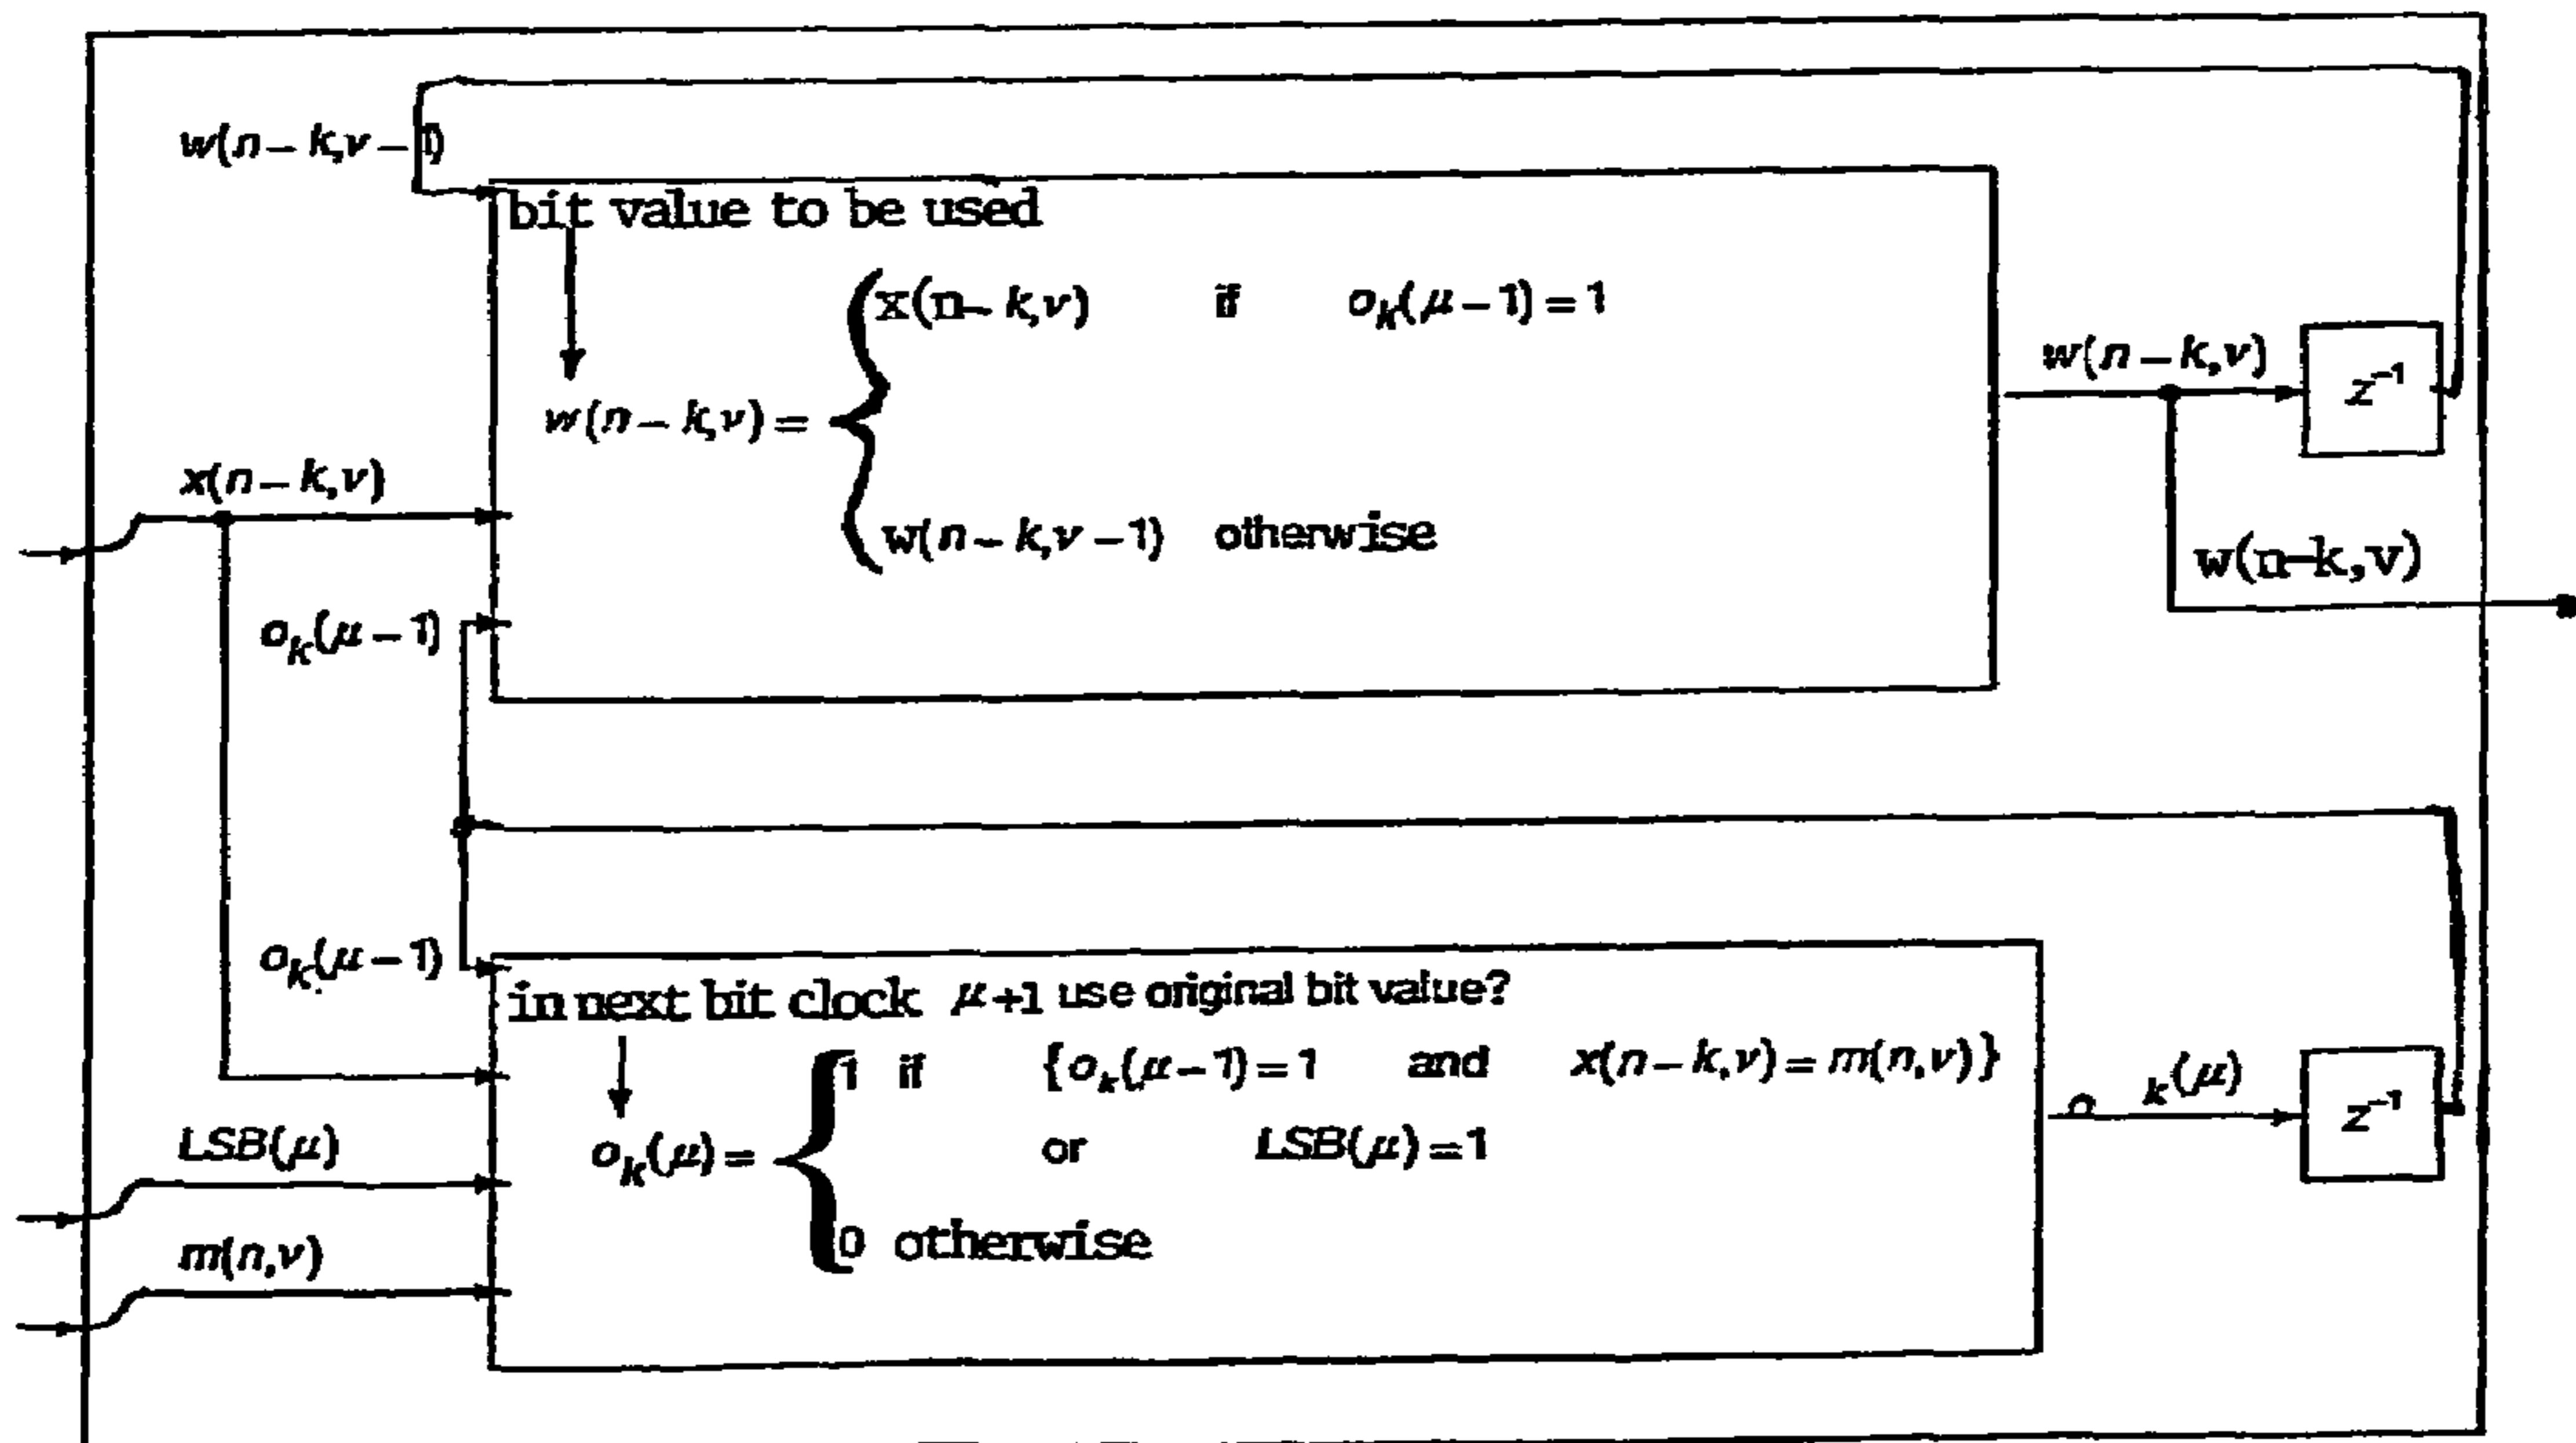 w(n – k,ν – 1)
bit value to be used
x(n – k,ν) if o_k(μ – 1) = 1
w(n – k,ν) =
w(n – k,ν – 1) otherwise
w(n – k,ν)
z⁻¹
x(n – k,ν)
w(n–k,v)
o_k(μ – 1)
o_k(μ – 1)
in next bit clock μ+1 use original bit value?
1 if {o_k(μ – 1) = 1 and x(n – k,ν) = m(n,ν)}
o_k(μ) =
or LSB(μ) = 1
0 otherwise
o k(μ)
z⁻¹
LSB(μ)
m(n,ν)